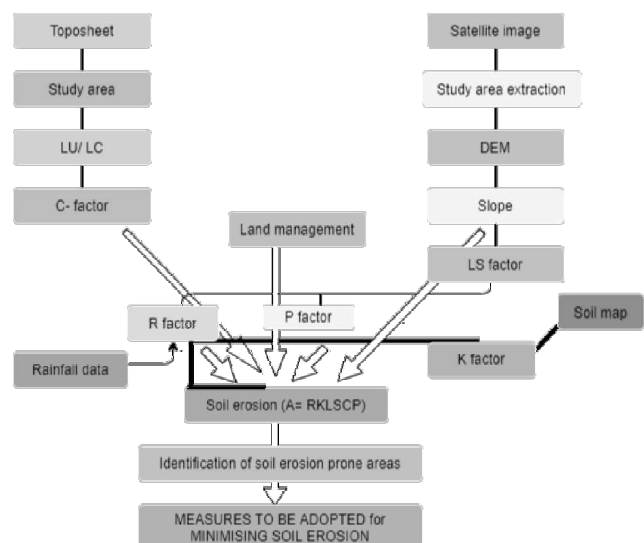 Toposheet
Satellite image
Study area
Study area extraction
LU/ LC
DEM
C- factor
Slope
Land management
LS factor
R factor
P factor
Soil map
Rainfall data
K factor
Soil erosion (A= RKLSCP)
Identification of soil erosion prone areas
MEASURES TO BE ADOPTED for
MINIMISING SOIL EROSION